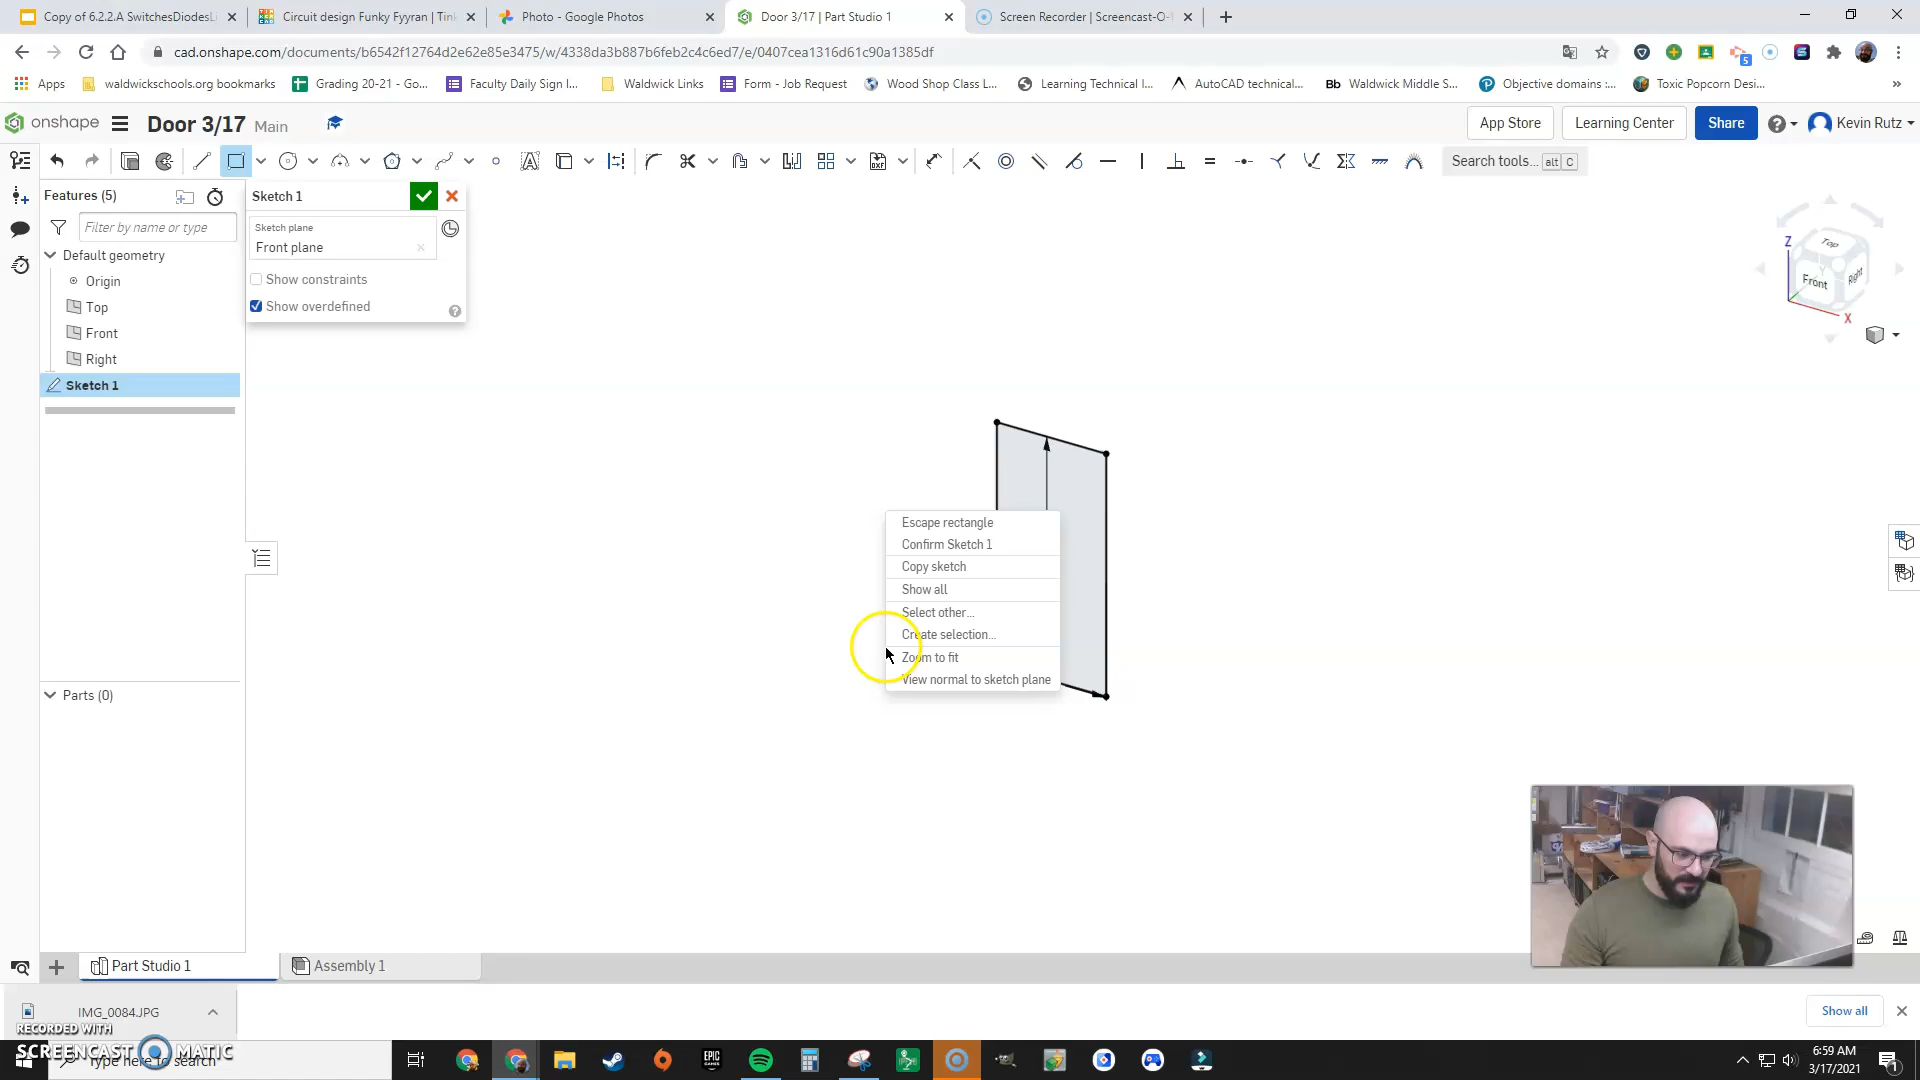 Copy of 6.2.2.A SwitchesDiodesLi
Circuit design Funky Fyyran | Tink
Photo - Google Photos
Door 3/17 | Part Studio 1
Screen Recorder | Screencast-O-
cad.onshape.com/documents/b6542f12764d2e62e85e3475/w/4338da3b887b6feb2c4c6ed7/e/0407cea1316d61c90a1385df
5
Apps
waldwickschools.org bookmarks
Grading 20-21 - Go...
Faculty Daily Sign I...
Waldwick Links
Form - Job Request
Wood Shop Class L...
Learning Technical I...
AutoCAD technical...
Bb Waldwick Middle S...
Objective domains :...
Toxic Popcorn Desi...
»
onshape
Door 3/17 Main
App Store
Learning Center
Share
Kevin Rutz
Search tools... alt C
Features (5)
Filter by name or type
Default geometry
Origin
Top
Front
Right
Sketch 1
Parts (0)
Sketch 1
Sketch plane
Front plane
Show constraints
Show overdefined
Escape rectangle
Confirm Sketch 1
Copy sketch
Show all
Select other...
Create selection...
Zoom to fit
View normal to sketch plane
Top
Z
Front
Right
X
Part Studio 1
Assembly 1
IMG_0084.JPG
Show all
RECORDED WITH
SCREENCAST MATIC
Type here to search
EPIC GAMES
6:59 AM
3/17/2021
1